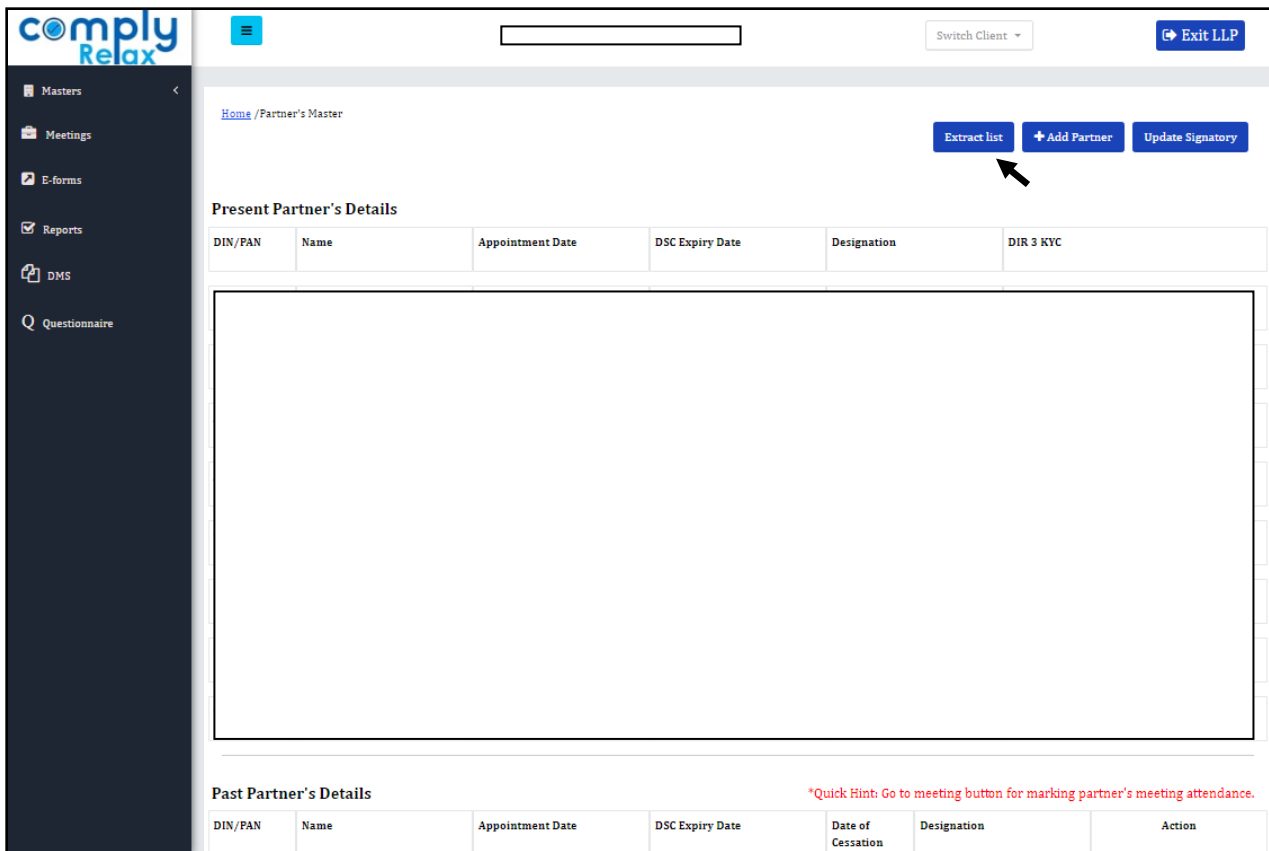 comply
Relax
Switch Client
Exit LLP
Masters
Meetings
E-forms
Reports
DMS
Q Questionnaire
Home /Partner's Master
Extract list
Add Partner
Update Signatory
Present Partner's Details
DIN/PAN Name Appointment Date DSC Expiry Date Designation DIR 3 KYC
Past Partner's Details
*Quick Hint: Go to meeting button for marking partner's meeting attendance.
DIN/PAN Name Appointment Date DSC Expiry Date Date of Designation Action
Cessation